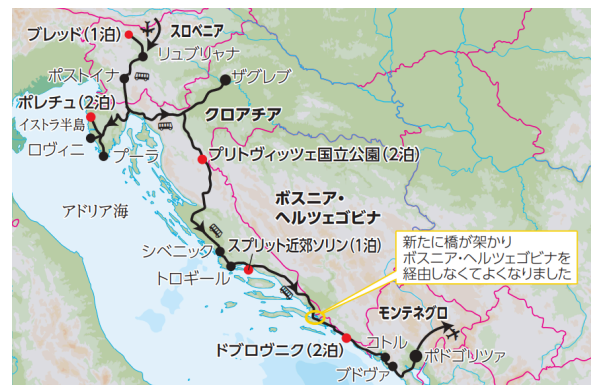 スロベニア
ブレッド(1泊)
リュブリャナ
ポストイナ
ザグレブ
ポレチュ(2泊)
クロアチア
イストラ半島
ロヴィニ
プーラ
プリトヴィッツェ国立公園(2泊)
アドリア海
ボスニア・
ヘルツェゴビナ
シベニック
スプリット近郊ソリン(1泊)
トロギール
新たに橋が架かり
ボスニア・ヘルツェゴビナを
経由しなくてよくなりました
モンテネグロ
ドブロヴニク(2泊)
コトル
ポドゴリツァ
ブドヴァ